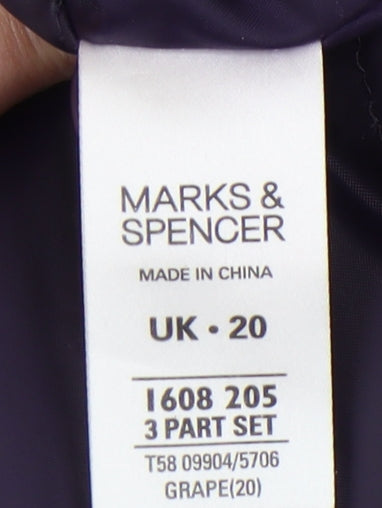 MARKS &
SPENCER
MADE IN CHINA
UK • 20
1608 205
3 PART SET
T58 09904/5706
GRAPE(20)